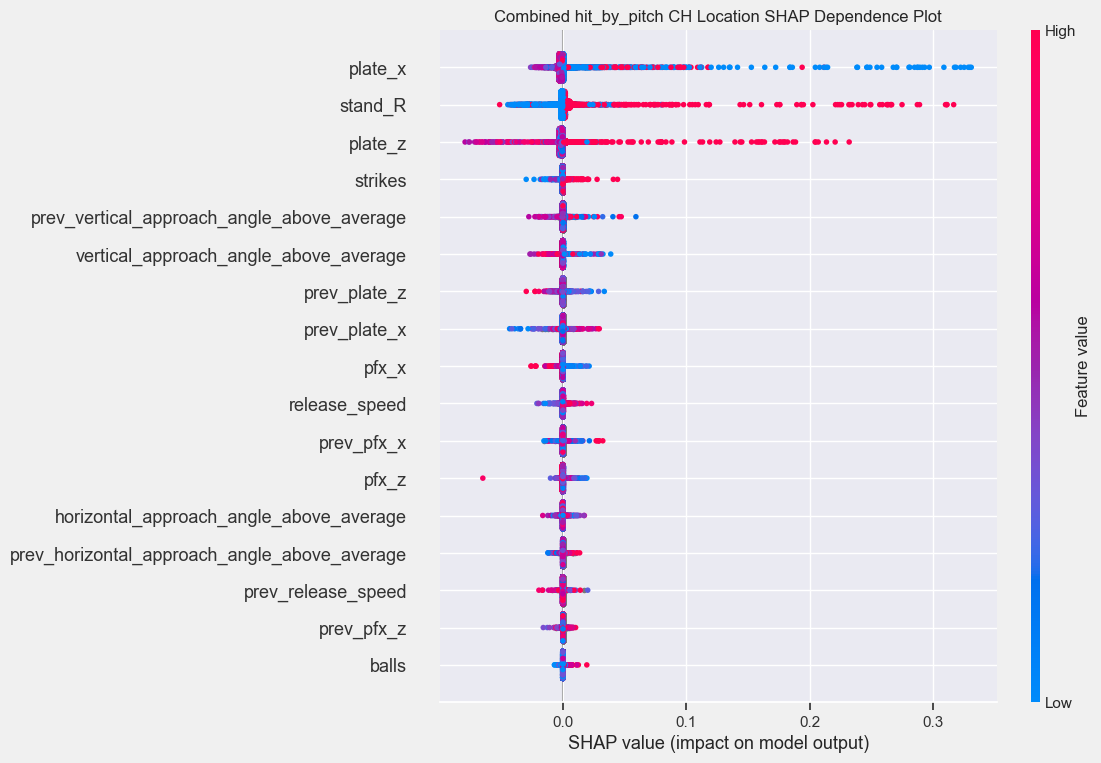 Combined hit_by_pitch CH Location SHAP Dependence Plot
High
plate_x
stand_R
plate_z
strikes
prev_vertical_approach_angle_above_average
vertical_approach_angle_above_average
prev_plate_z
prev_plate_x
pfx_x
release_speed
prev_pfx_x
pfx_z
horizontal_approach_angle_above_average
prev_horizontal_approach_angle_above_average
prev_release_speed
prev_pfx_z
balls
Feature value
Low
0.0 0.1 0.2 0.3
SHAP value (impact on model output)